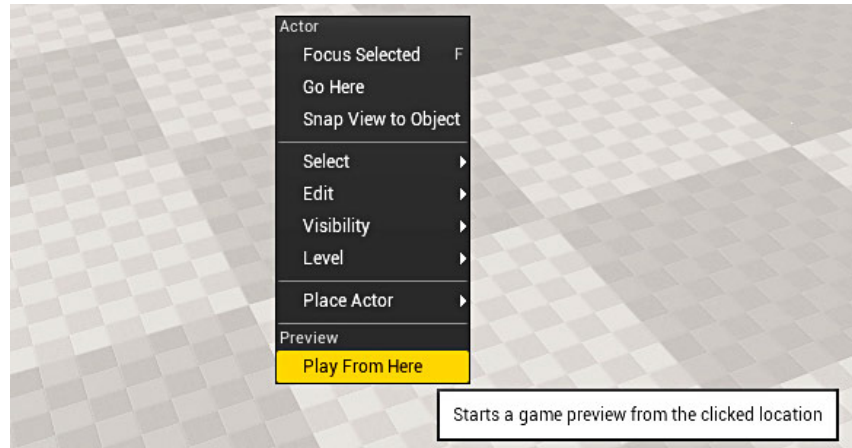 Actor
Focus Selected F
Go Here
Snap View to Object
Select
Edit
Visibility
Level
Place Actor
Preview
Play From Here
Starts a game preview from the clicked location